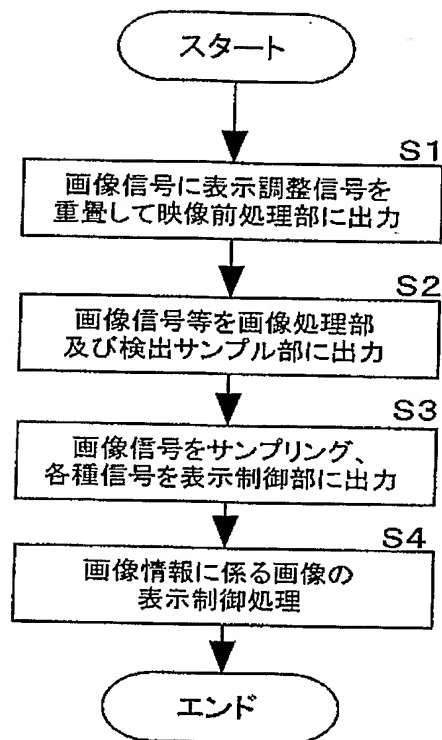 スタート
S1
画像信号に表示調整信号を
重畳して映像前処理部に出力
S2
画像信号等を画像処理部
及び検出サンプル部に出力
S3
画像信号をサンプリング、
各種信号を表示制御部に出力
S4
画像情報に係る画像の
表示制御処理
エンド